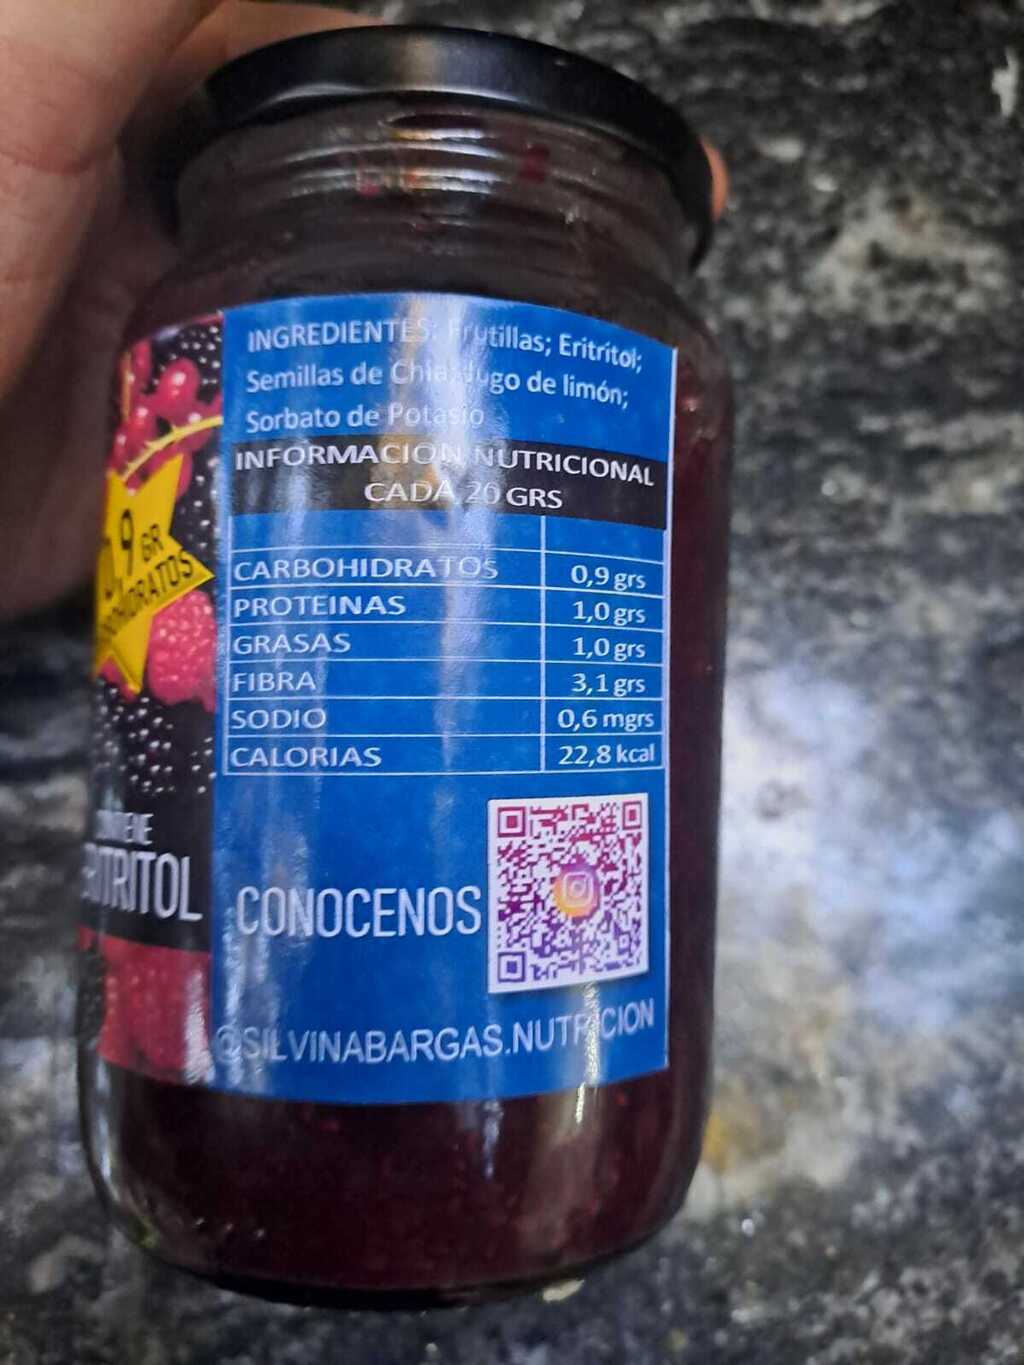 INGREDIENTES: Frutillas; Eritritol;
Semillas de Chia; Jugo de limón;
Sorbato de Potasio
INFORMACION NUTRICIONAL
CADA 20 GRS
CARBOHIDRATOS 0,9 grs
PROTEINAS 1,0 grs
GRASAS 1,0 grs
FIBRA 3,1 grs
SODIO 0,6 mgrs
CALORIAS 22,8 kcal
CONOCENOS
@SILVINABARGAS.NUTRICION
GR